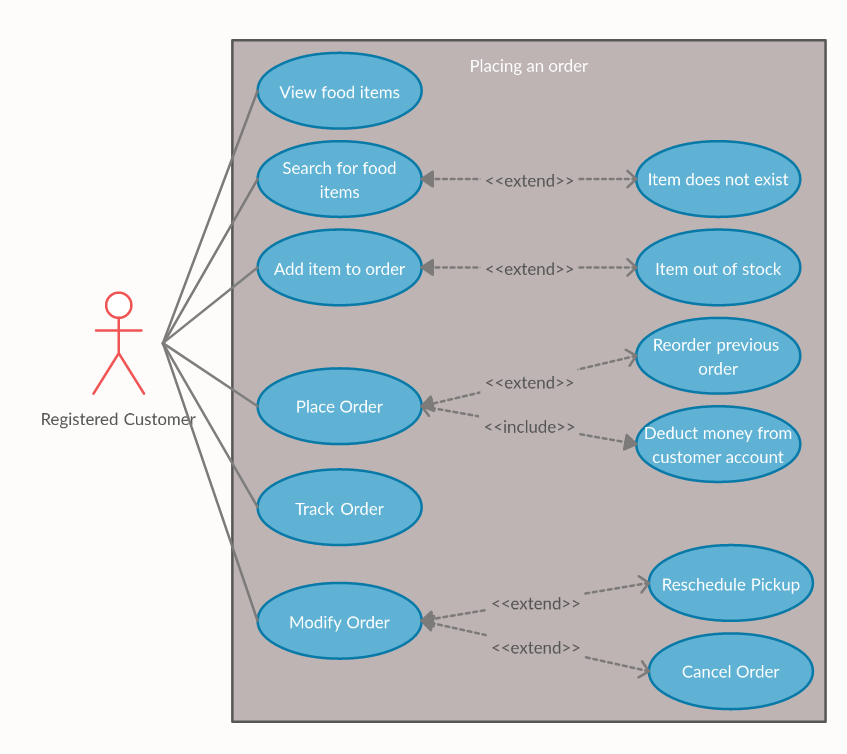 Placing an order
View food items
Search for food
items
<<extend>>
Item does not exist
Add item to order
<<extend>>
Item out of stock
Registered Customer
Place Order
<<extend>>
Reorder previous
order
<<include>>
Deduct money from
customer account
Track Order
Modify Order
<<extend>>
Reschedule Pickup
<<extend>>
Cancel Order